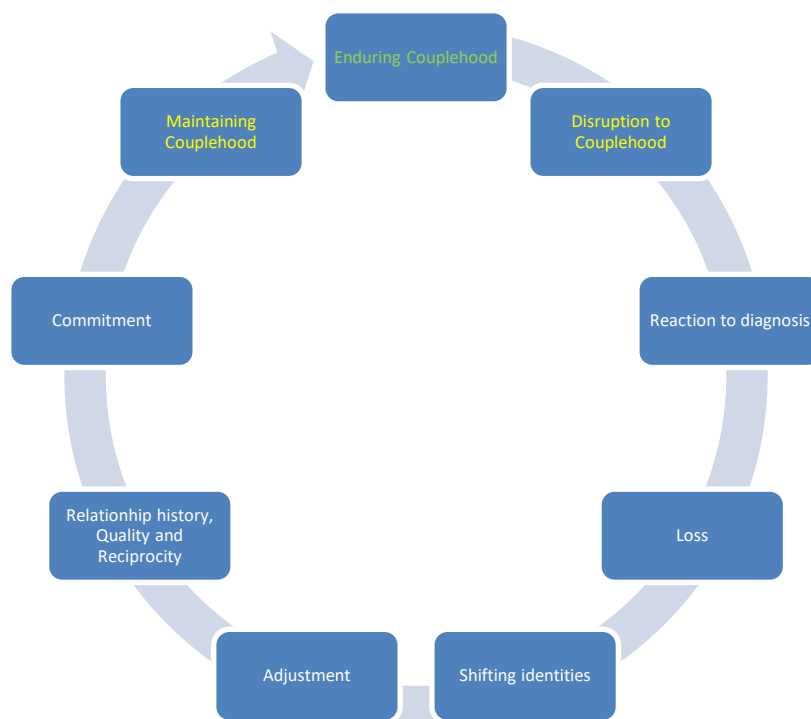 Enduring Couplehood
Disruption to
Couplehood
Reaction to diagnosis
Loss
Shifting identities
Adjustment
Relationhip history,
Quality and
Reciprocity
Commitment
Maintaining
Couplehood